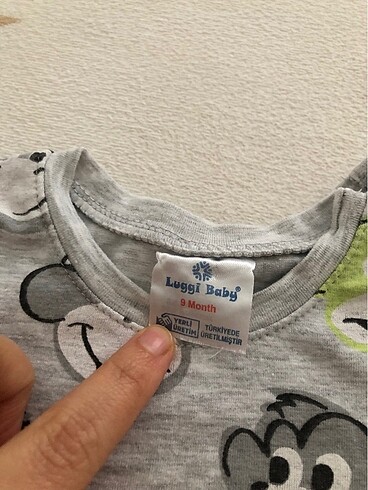 Luggi Baby®
9 Month
YERLİ
ÜRETİM
TÜRKİYEDE
ÜRETİLMİŞTİR